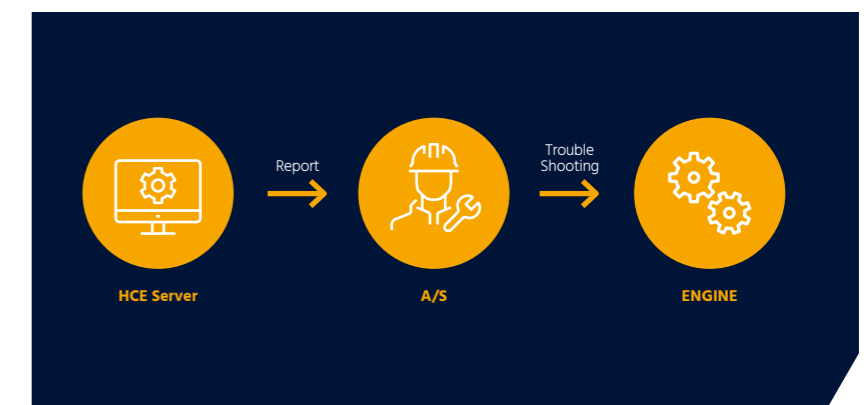 Report
Trouble
Shooting
HCE Server
A/S
ENGINE